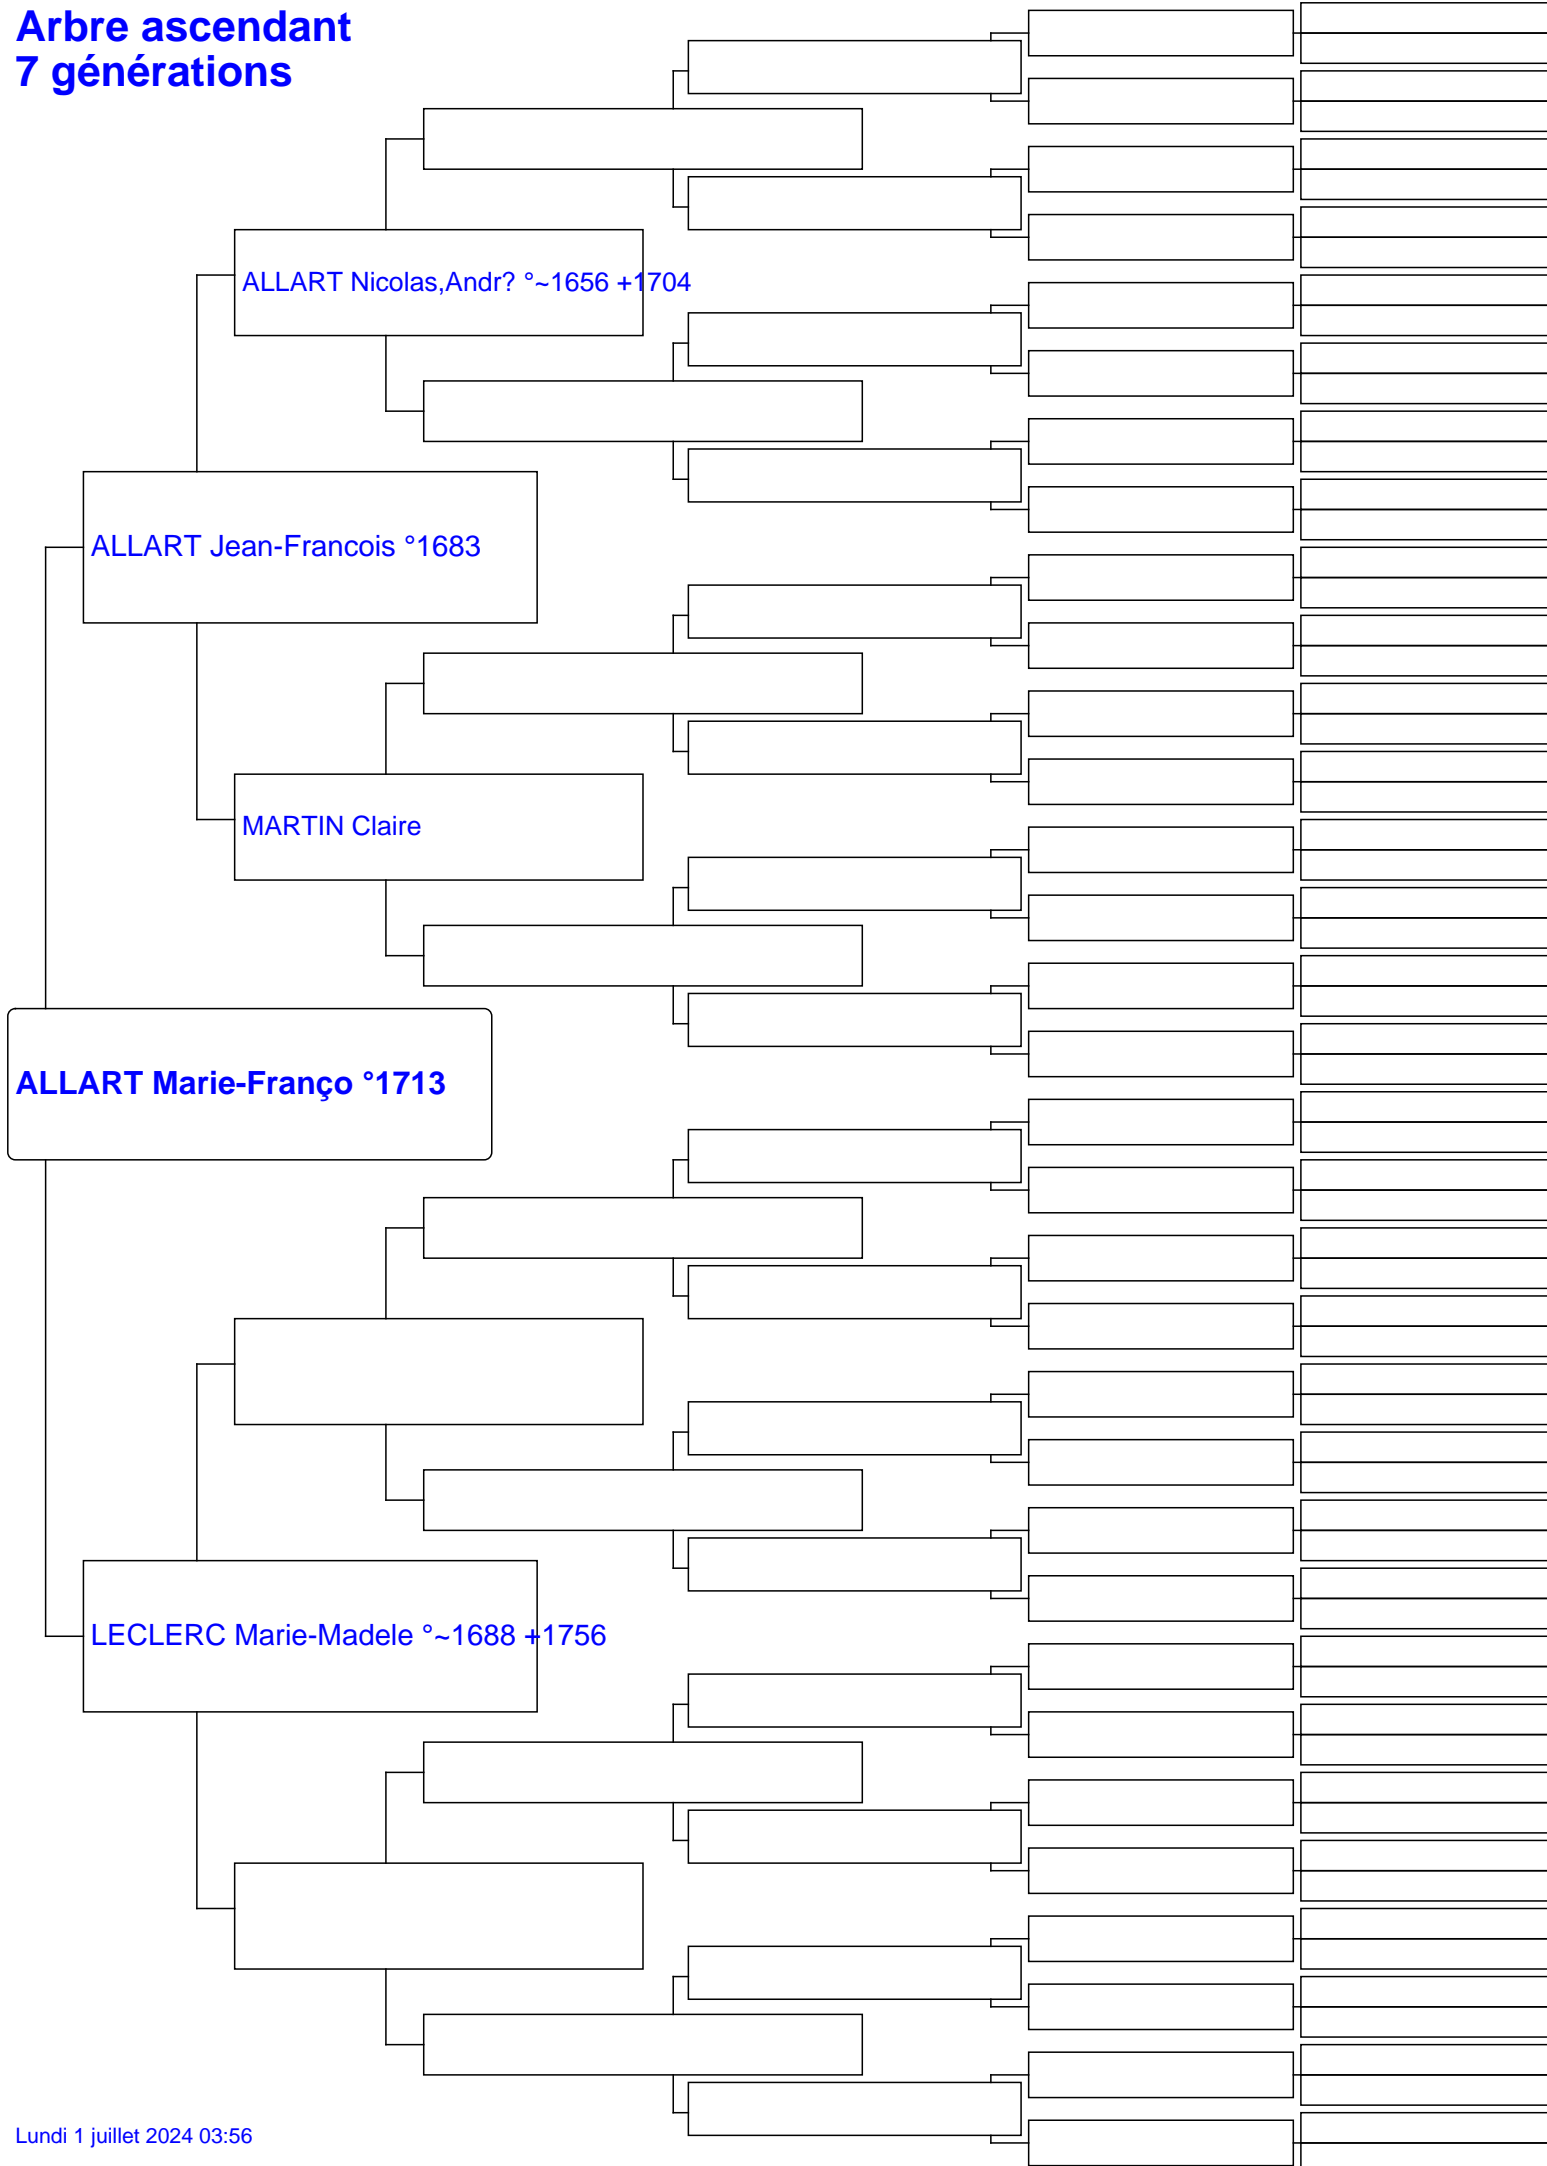 Arbre ascendant
7 générations
ALLART Nicolas,Andr? °~1656 +1704
ALLART Jean-Francois °1683
MARTIN Claire
ALLART Marie-Franço °1713
LECLERC Marie-Madele °~1688 +1756
Lundi 1 juillet 2024 03:56